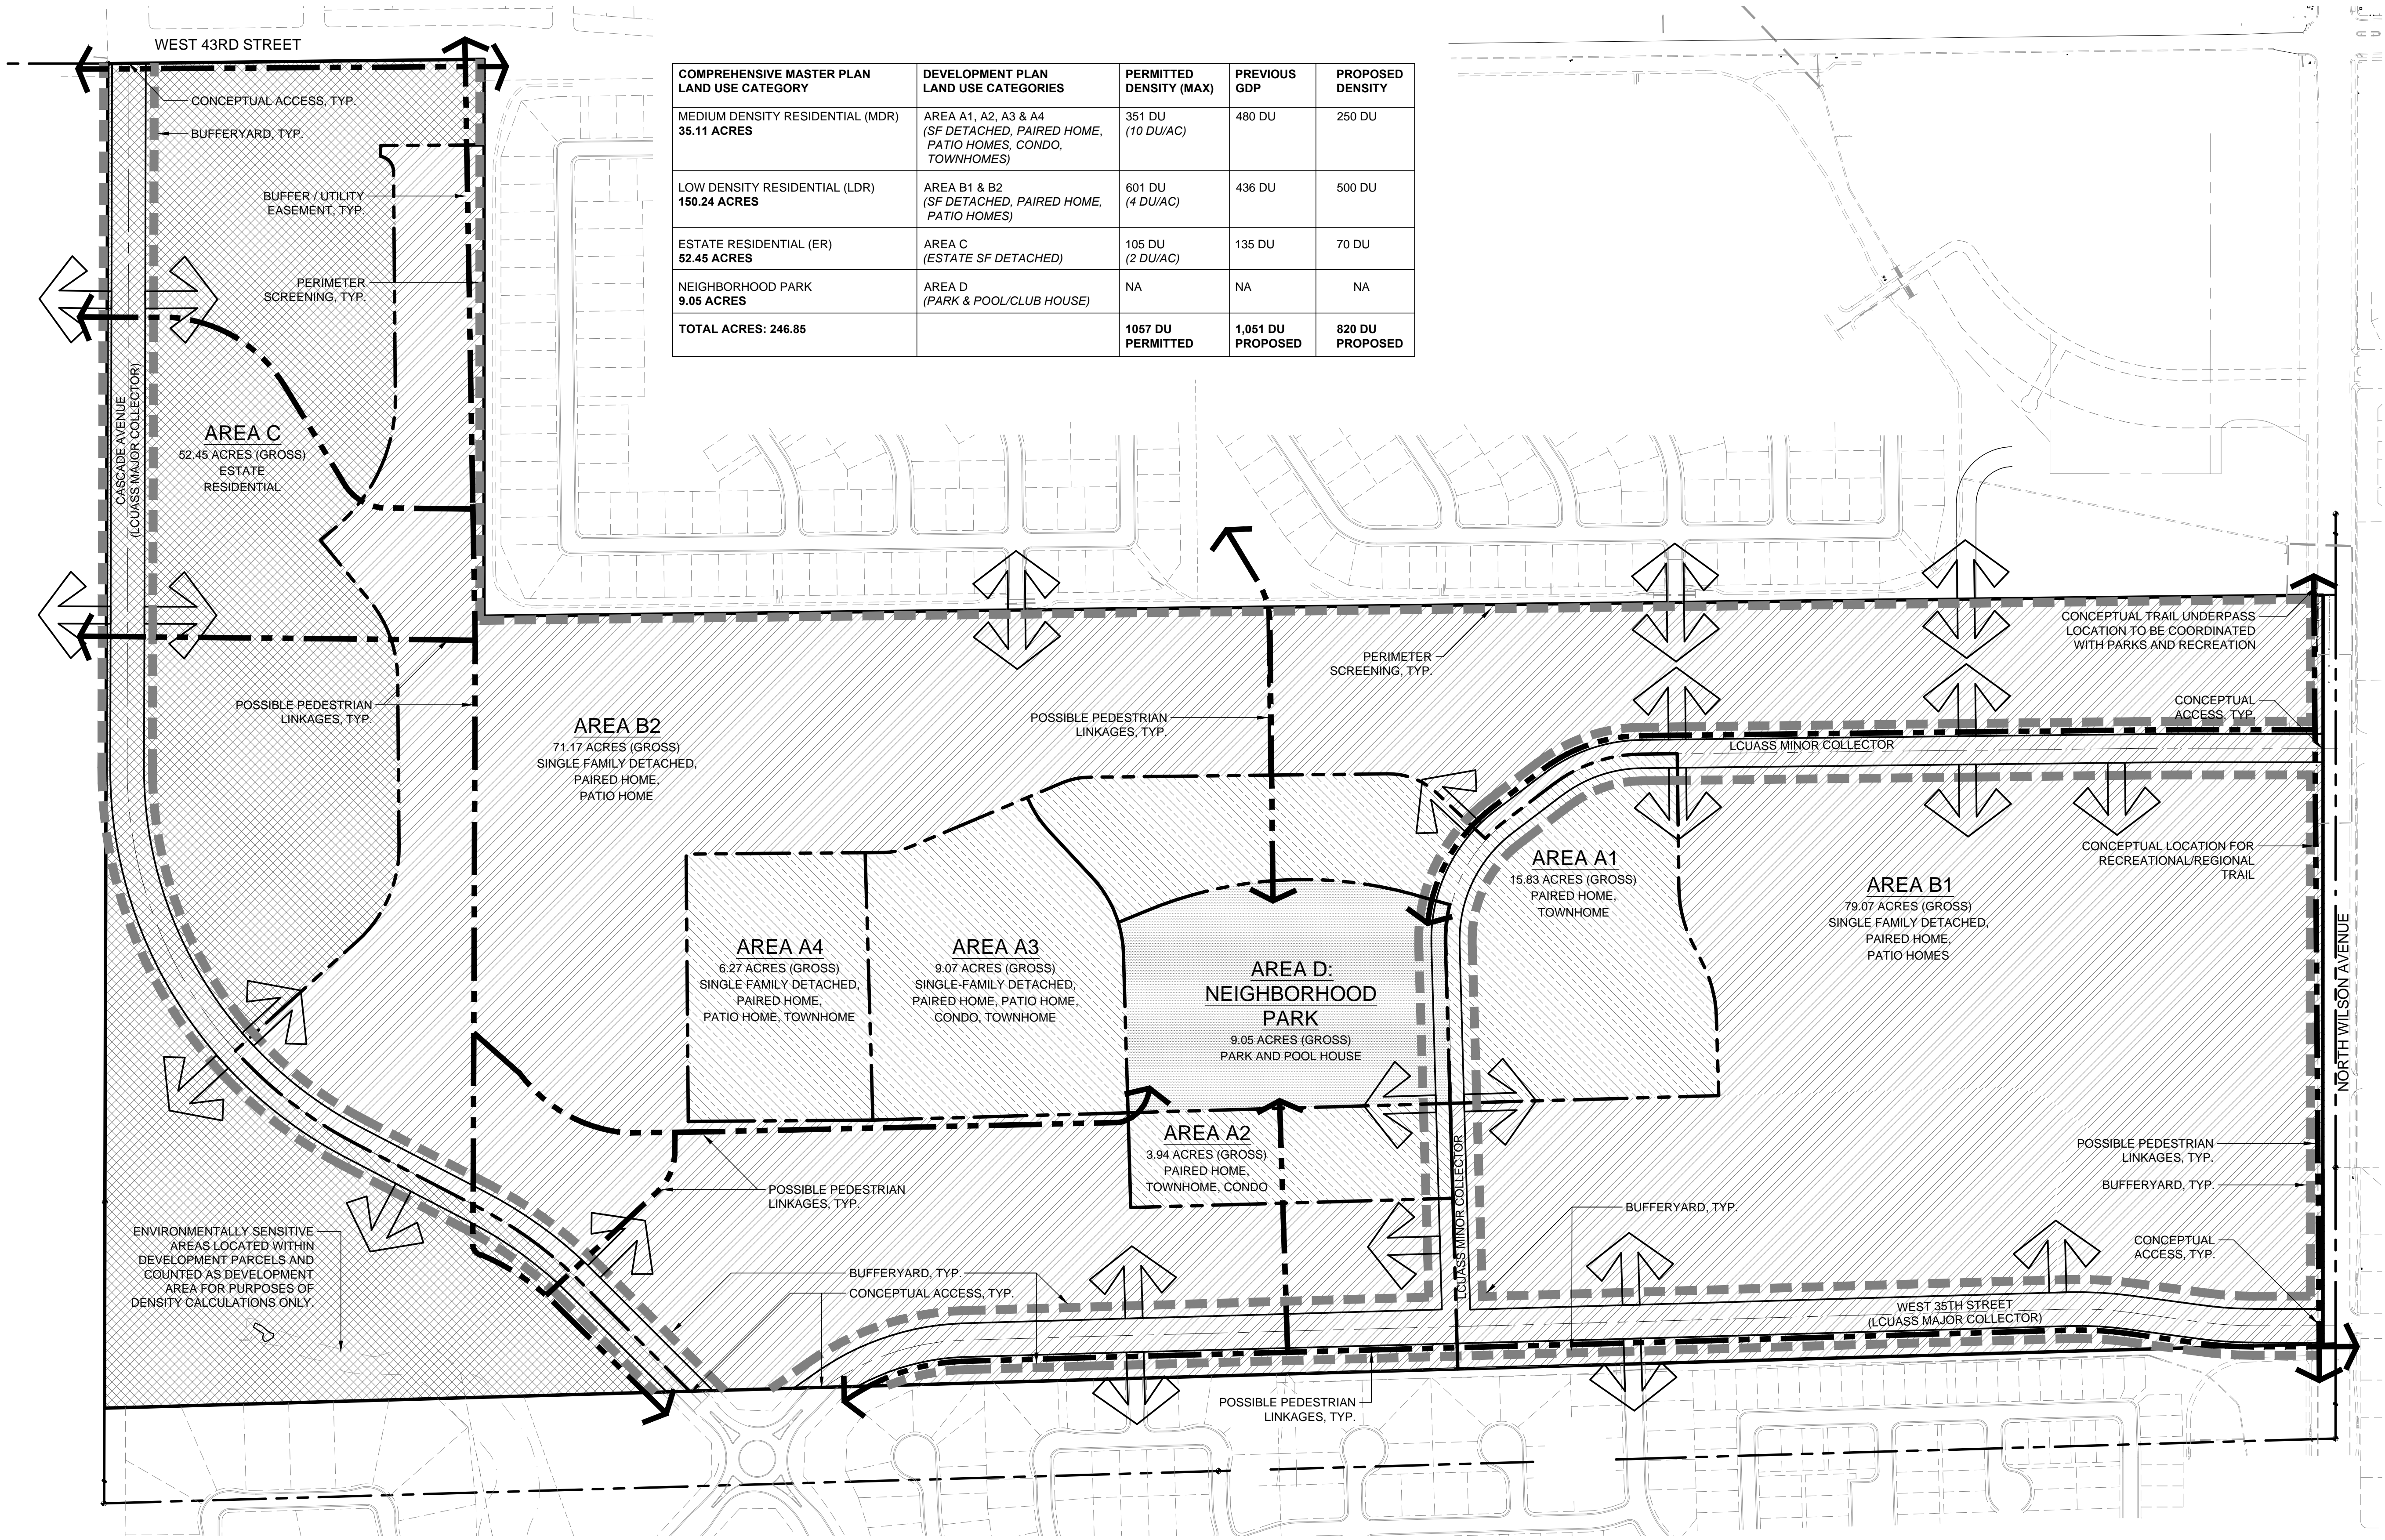 WEST 43RD STREET
CONCEPTUAL ACCESS, TYP.
BUFFERYARD, TYP.
BUFFER / UTILITY
EASEMENT, TYP.
PERIMETER
SCREENING, TYP.
COMPREHENSIVE MASTER PLAN
LAND USE CATEGORY
DEVELOPMENT PLAN
LAND USE CATEGORIES
PERMITTED
DENSITY (MAX)
PREVIOUS
GDP
PROPOSED
DENSITY
MEDIUM DENSITY RESIDENTIAL (MDR)
35.11 ACRES
AREA A1, A2, A3 & A4
(SF DETACHED, PAIRED HOME,
PATIO HOMES, CONDO,
TOWNHOMES)
351 DU
(10 DU/AC)
480 DU
250 DU
LOW DENSITY RESIDENTIAL (LDR)
150.24 ACRES
AREA B1 & B2
(SF DETACHED, PAIRED HOME,
PATIO HOMES)
601 DU
(4 DU/AC)
436 DU
500 DU
ESTATE RESIDENTIAL (ER)
52.45 ACRES
AREA C
(ESTATE SF DETACHED)
105 DU
(2 DU/AC)
135 DU
70 DU
NEIGHBORHOOD PARK
9.05 ACRES
AREA D
(PARK & POOL/CLUB HOUSE)
NA
NA
NA
TOTAL ACRES: 246.85
1057 DU
PERMITTED
1,051 DU
PROPOSED
820 DU
PROPOSED
CASCADE AVENUE
(LCUASS MAJOR COLLECTOR)
AREA C
52.45 ACRES (GROSS)
ESTATE
RESIDENTIAL
POSSIBLE PEDESTRIAN
LINKAGES, TYP.
AREA B2
71.17 ACRES (GROSS)
SINGLE FAMILY DETACHED,
PAIRED HOME,
PATIO HOME
POSSIBLE PEDESTRIAN
LINKAGES, TYP.
PERIMETER
SCREENING, TYP.
CONCEPTUAL TRAIL UNDERPASS
LOCATION TO BE COORDINATED
WITH PARKS AND RECREATION
CONCEPTUAL
ACCESS, TYP.
LCUASS MINOR COLLECTOR
CONCEPTUAL LOCATION FOR
RECREATIONAL/REGIONAL
TRAIL
AREA A1
15.83 ACRES (GROSS)
PAIRED HOME,
TOWNHOME
AREA B1
79.07 ACRES (GROSS)
SINGLE FAMILY DETACHED,
PAIRED HOME,
PATIO HOMES
NORTH WILSON AVENUE
AREA A4
6.27 ACRES (GROSS)
SINGLE FAMILY DETACHED,
PAIRED HOME,
PATIO HOME, TOWNHOME
AREA A3
9.07 ACRES (GROSS)
SINGLE-FAMILY DETACHED,
PAIRED HOME, PATIO HOME,
CONDO, TOWNHOME
AREA D:
NEIGHBORHOOD
PARK
9.05 ACRES (GROSS)
PARK AND POOL HOUSE
AREA A2
3.94 ACRES (GROSS)
PAIRED HOME,
TOWNHOME, CONDO
LCUASS MINOR COLLECTOR
POSSIBLE PEDESTRIAN
LINKAGES, TYP.
BUFFERYARD, TYP.
POSSIBLE PEDESTRIAN
LINKAGES, TYP.
BUFFERYARD, TYP.
CONCEPTUAL
ACCESS, TYP.
ENVIRONMENTALLY SENSITIVE
AREAS LOCATED WITHIN
DEVELOPMENT PARCELS AND
COUNTED AS DEVELOPMENT
AREA FOR PURPOSES OF
DENSITY CALCULATIONS ONLY.
BUFFERYARD, TYP.
CONCEPTUAL ACCESS, TYP.
WEST 35TH STREET
(LCUASS MAJOR COLLECTOR)
POSSIBLE PEDESTRIAN
LINKAGES, TYP.